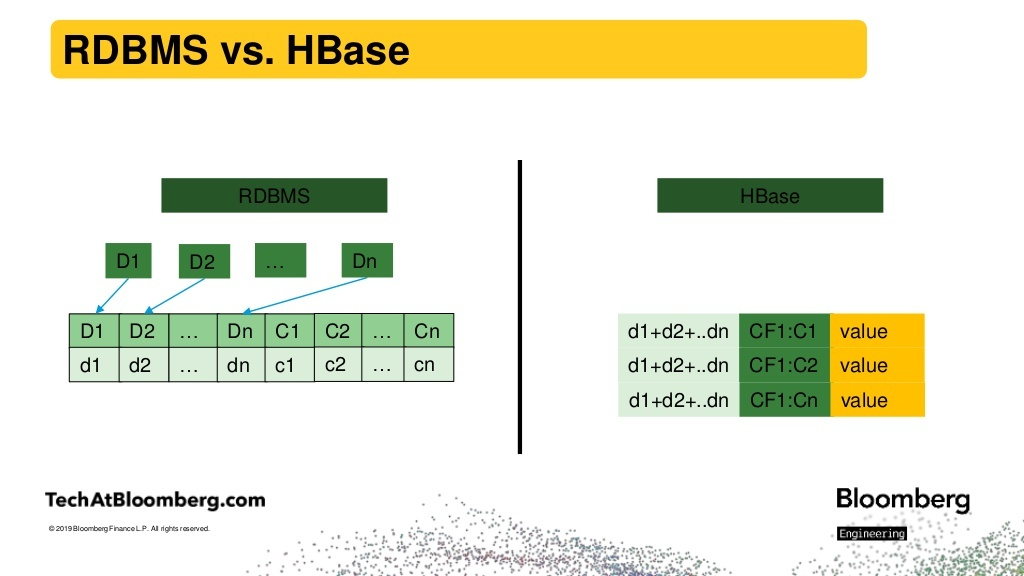 RDBMS vs. HBase
RDBMS
D1 D2 … Dn
D1 D2 … Dn C1 C2 … Cn
d1 d2 … dn c1 c2 … cn
HBase
d1+d2+..dn CF1:C1 value
d1+d2+..dn CF1:C2 value
d1+d2+..dn CF1:Cn value
TechAtBloomberg.com
© 2019 Bloomberg Finance L.P. All rights reserved.
Bloomberg
Engineering